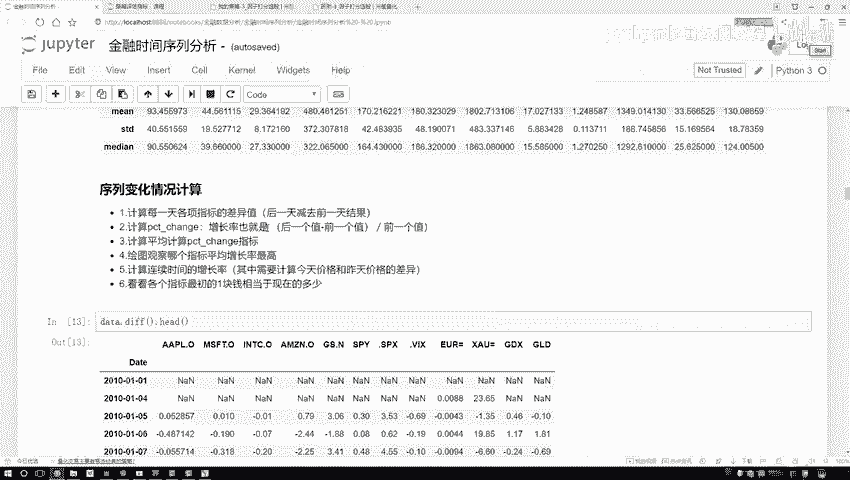 金融时间序列分析 -
http://localhost:8888/notebooks/
jupyter 金融时间序列分析 - (autosaved)
File Edit View Insert Cell Kernel Widgets Help
Not Trusted Python 3
Code
mean 93.455973 44.561115 29.364192 480.461251 170.216221 180.323029 1802.713106 17.027133 1.248587 1349.014130 33.566525 130.08659
std 40.551559 19.527712 8.172160 372.307818 42.483935 48.190071 483.337146 5.883428 0.113711 188.745856 15.169564 18.78359
median 90.550624 39.660000 27.330000 322.065000 164.430000 186.320000 1863.080000 15.585000 1.270250 1292.610000 25.625000 124.00500
序列变化情况计算
• 1.计算每一天各项指标的差异值（后一天减去前一天结果）
• 2.计算pct_change：增长率也就是 （后一个值-前一个值）/ 前一个值）
• 3.计算平均计算pct_change指标
• 4.绘图观察哪个指标平均增长率最高
• 5.计算连续时间的增长率（其中需要计算今天价格和昨天价格的差异）
• 6.看看各个指标最初的1块钱相当于现在的多少
In [13]: data.diff().head()
Out[13]: AAPL.O MSFT.O INTC.O AMZN.O GS.N SPY .SPX .VIX EUR= XAU= GDX GLD
Date
2010-01-01 NaN NaN NaN NaN NaN NaN NaN NaN NaN NaN NaN NaN
2010-01-04 NaN NaN NaN NaN NaN NaN NaN NaN 0.0088 23.65 NaN NaN
2010-01-05 0.052857 0.010 -0.01 0.79 3.06 0.30 3.53 -0.69 -0.0043 -1.35 0.46 -0.10
2010-01-06 -0.487142 -0.190 -0.07 -2.44 -1.88 0.08 0.62 -0.19 0.0044 19.85 1.17 1.81
2010-01-07 -0.055714 -0.318 -0.20 -2.25 3.41 0.48 4.55 -0.10 -0.0094 -6.60 -0.24 -0.69